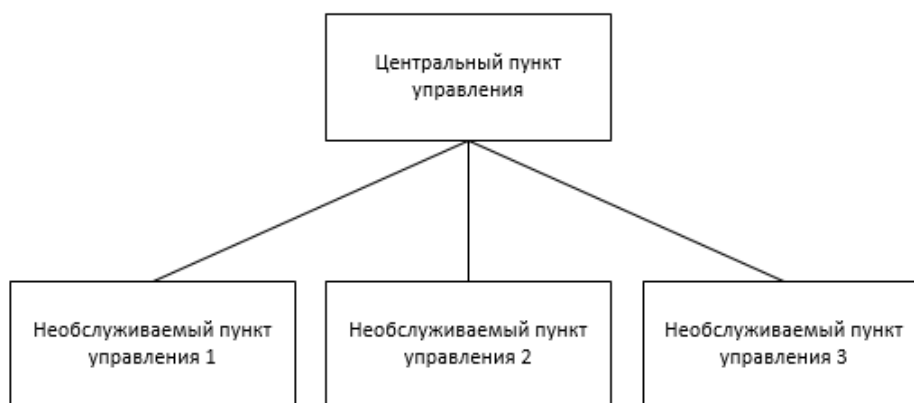 Центральный пункт
управления
Необслуживаемый пункт
управления 1
Необслуживаемый пункт
управления 2
Необслуживаемый пункт
управления 3